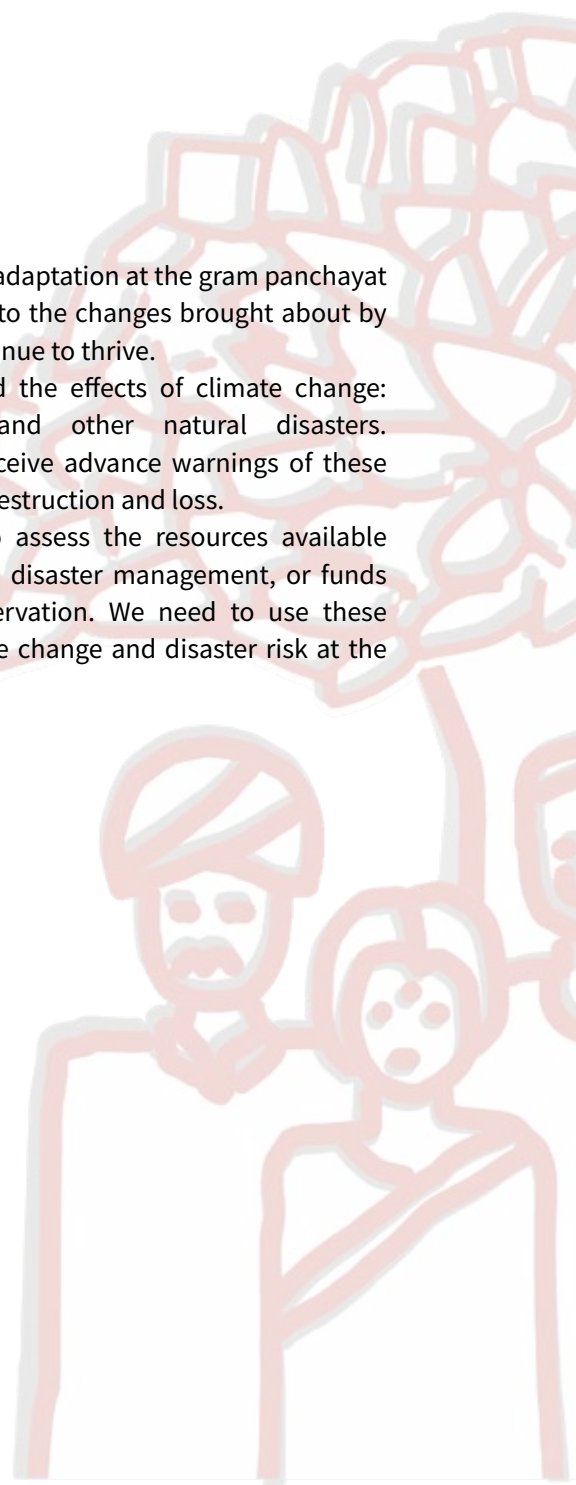 adaptation at the gram panchayat
to the changes brought about by
nue to thrive.
the effects of climate change:
and other natural disasters.
ceive advance warnings of these
estruction and loss.
assess the resources available
disaster management, or funds
ervation. We need to use these
e change and disaster risk at the